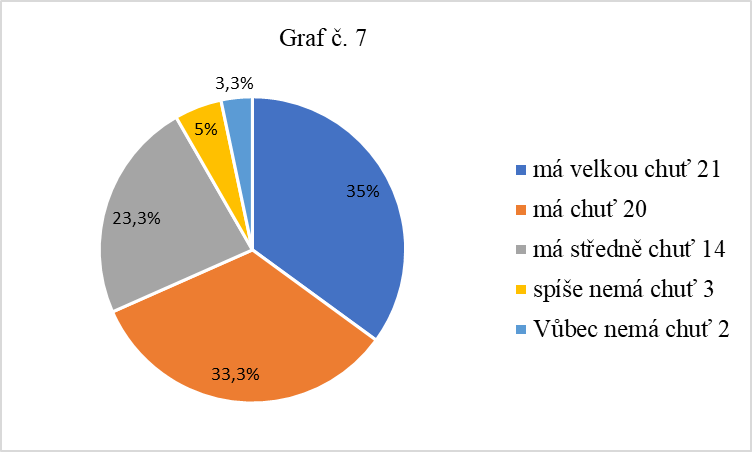 Graf č. 7
3,3%
5%
35%
23,3%
33,3%
má velkou chuť 21
má chuť 20
má středně chuť 14
spíše nemá chuť 3
Vůbec nemá chuť 2